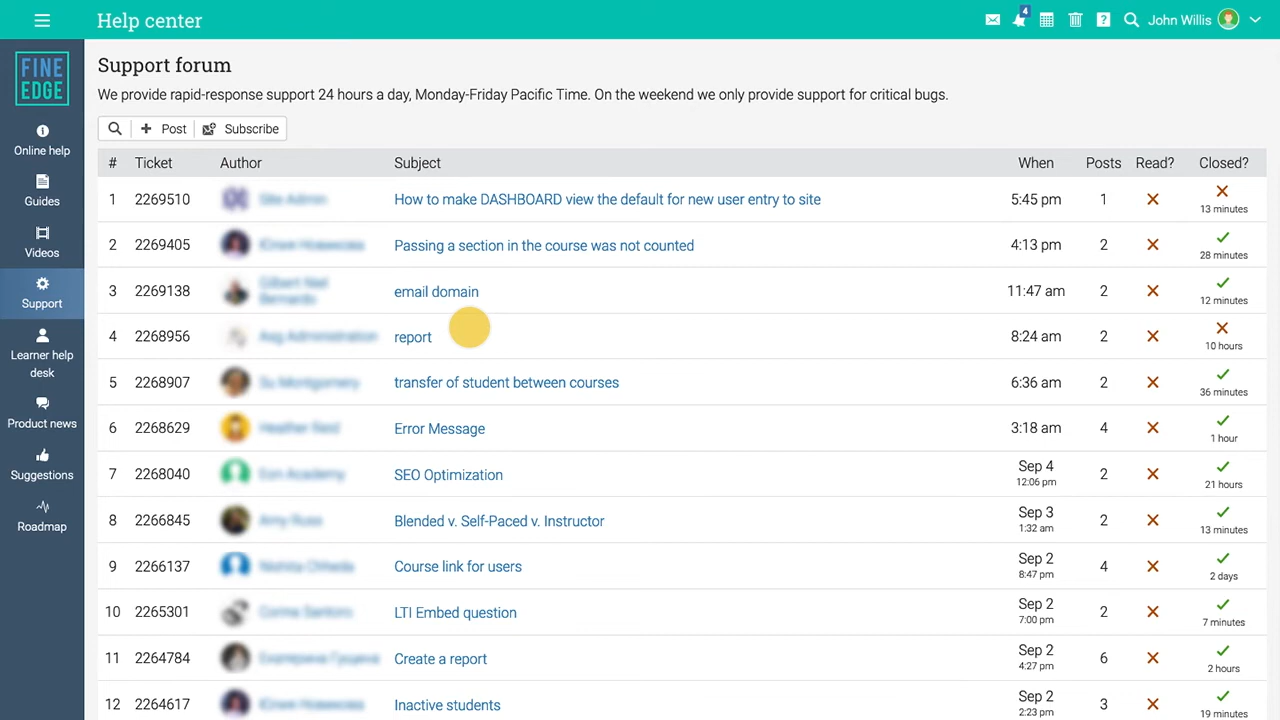 Help center
4
?
John Willis
FINE
EDGE
Online help
Guides
Videos
Support
Learner help
desk
Product news
Suggestions
Roadmap
Support forum
We provide rapid-response support 24 hours a day, Monday-Friday Pacific Time. On the weekend we only provide support for critical bugs.
+ Post Subscribe
# Ticket Author Subject When Posts Read? Closed?
1 2269510 How to make DASHBOARD view the default for new user entry to site 5:45 pm 1 13 minutes
2 2269405 Passing a section in the course was not counted 4:13 pm 2 28 minutes
3 2269138 email domain 11:47 am 2 12 minutes
4 2268956 report 8:24 am 2 10 hours
5 2268907 transfer of student between courses 6:36 am 2 36 minutes
6 2268629 Error Message 3:18 am 4 1 hour
7 2268040 SEO Optimization Sep 4 12:06 pm 2 21 hours
8 2266845 Blended v. Self-Paced v. Instructor Sep 3 1:32 am 2 13 minutes
9 2266137 Course link for users Sep 2 8:47 pm 4 2 days
10 2265301 LTI Embed question Sep 2 7:00 pm 2 7 minutes
11 2264784 Create a report Sep 2 4:27 pm 6 2 hours
12 2264617 Inactive students Sep 2 2:23 pm 3 19 minutes